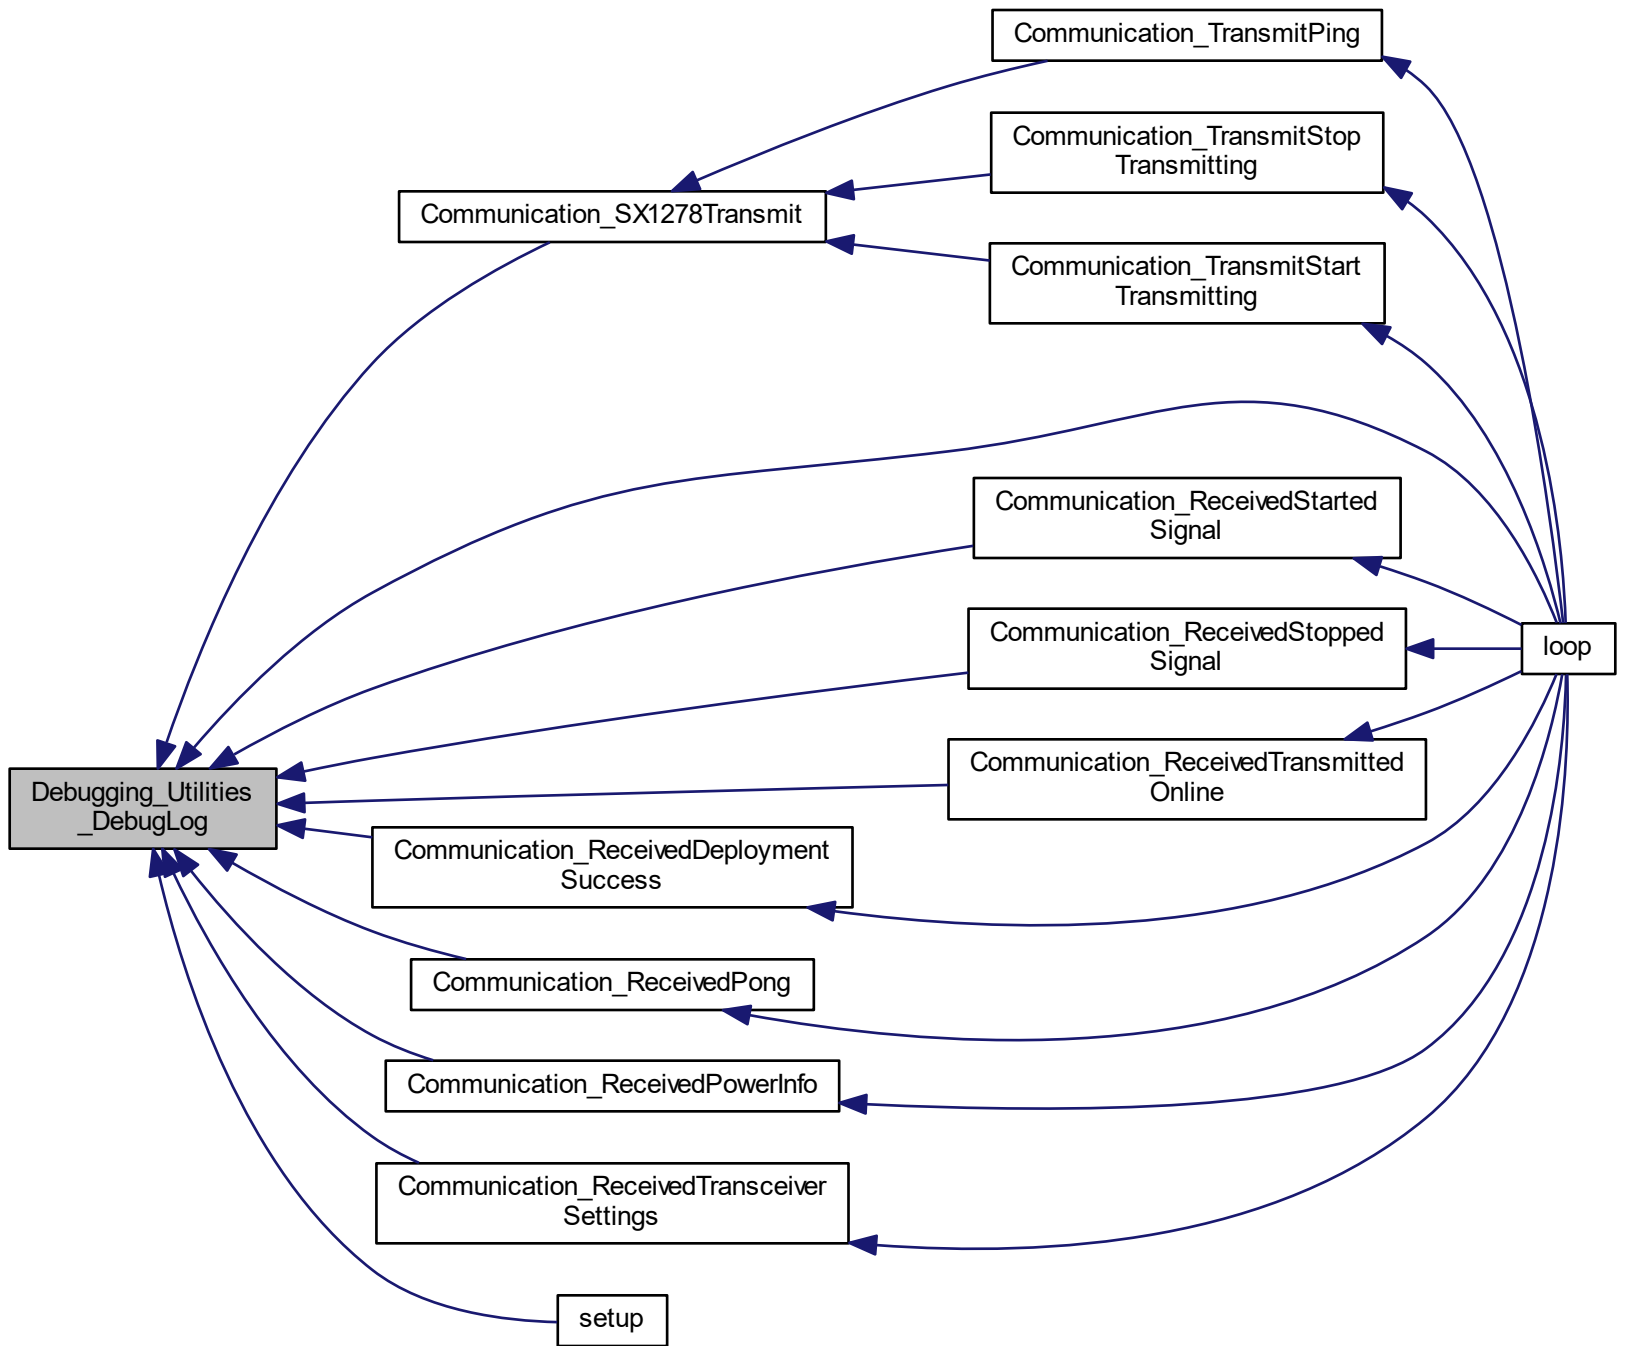 Communication_TransmitPing
Communication_TransmitStop
Transmitting
Communication_SX1278Transmit
Communication_TransmitStart
Transmitting
Communication_ReceivedStarted
Signal
Communication_ReceivedStopped
Signal
loop
Communication_ReceivedTransmitted
Online
Debugging_Utilities
_DebugLog
Communication_ReceivedDeployment
Success
Communication_ReceivedPong
Communication_ReceivedPowerInfo
Communication_ReceivedTransceiver
Settings
setup